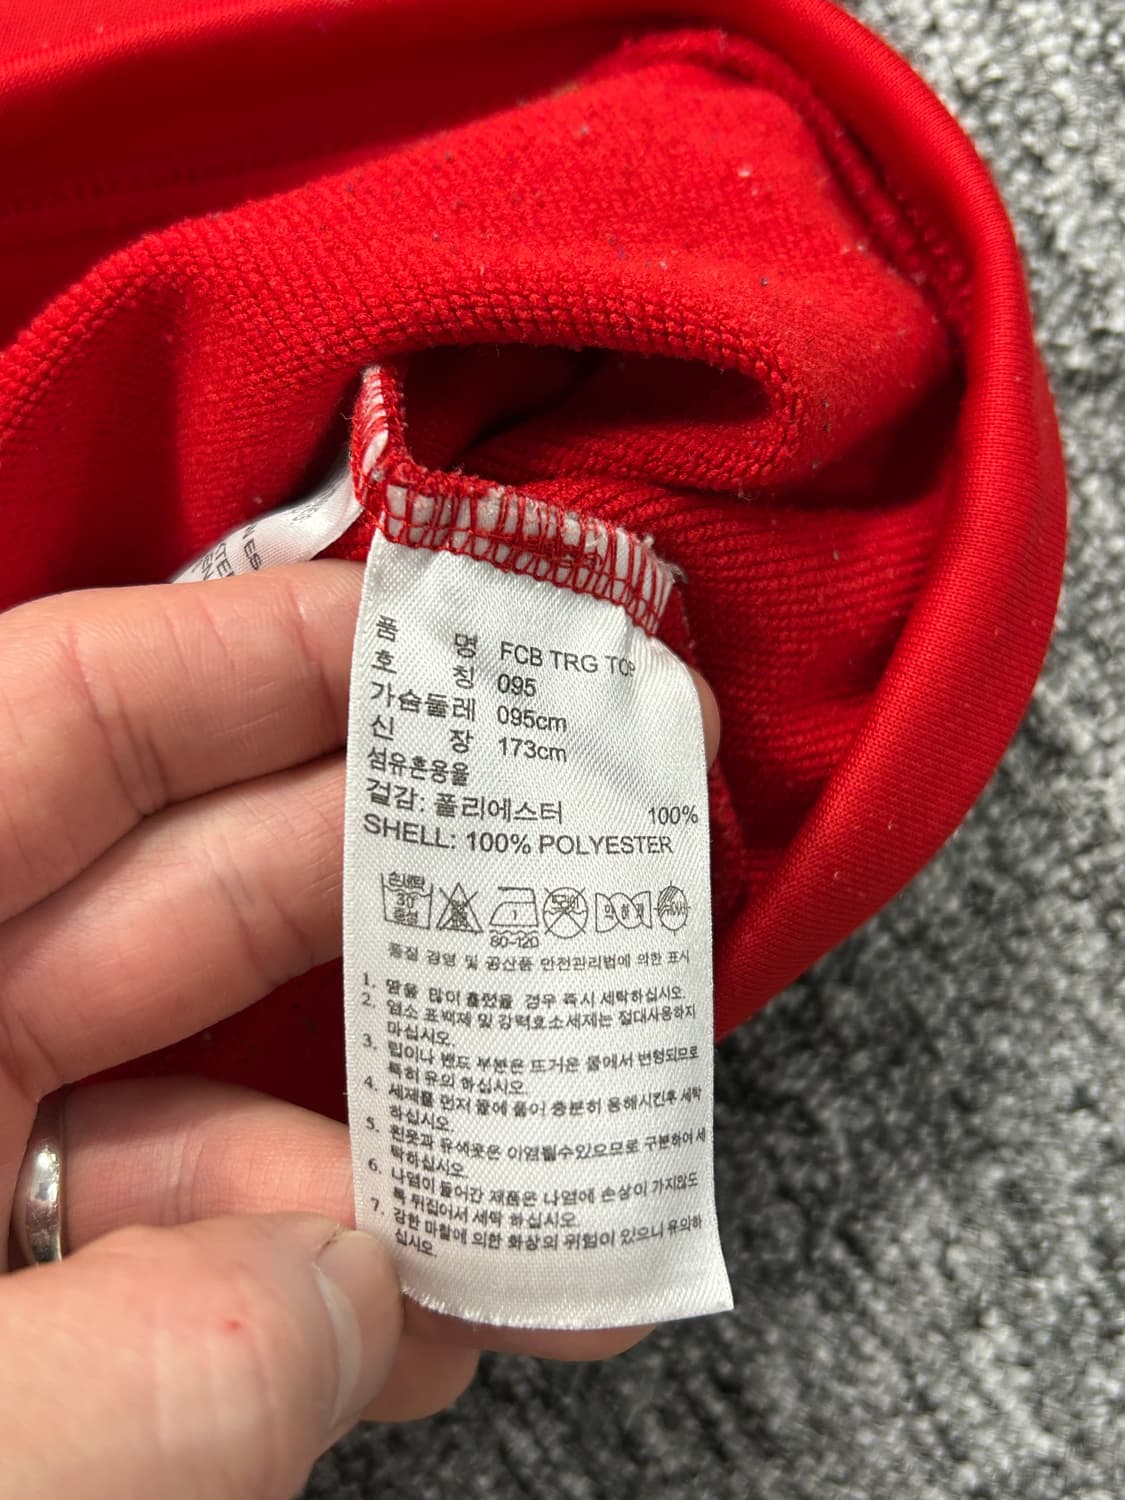 품 명 FCB TRG TOP
호 칭 095
가슴둘레 095cm
신 장 173cm
섬유혼용율
겉감: 폴리에스터 100%
SHELL: 100% POLYESTER
손세탁
30
중성
80-120
약하게
품질 경영 및 공산품 안전관리법에 의한 표시
1. 땀을 많이 흘렸을 경우 즉시 세탁하십시오.
2. 염소 표백제 및 강력효소세제는 절대사용하지
마십시오.
3. 립이나 밴드 부분은 뜨거운 물에서 변형되므로
특히 유의 하십시오.
4. 세제를 먼저 물에 풀어 충분히 용해시킨후 세탁
하십시오.
5. 흰옷과 유색옷은 이염될수있으므로 구분하여 세
탁하십시오.
6. 나염이 들어간 제품은 나염에 손상이 가지않도
록 뒤집어서 세탁 하십시오.
7. 강한 마찰에 의한 화상의 위험이 있으니 유의하
십시오.